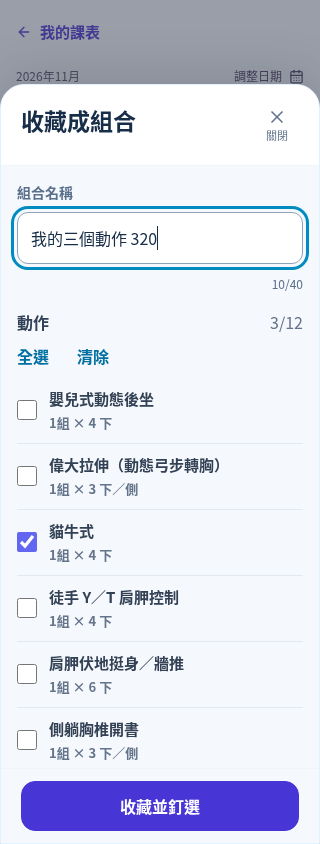 我的課表
2026年11月
調整日期
收藏成組合
關閉
組合名稱
我的三個動作 320
10/40
動作
3/12
全選
清除
嬰兒式動態後坐
1組 × 4 下
偉大拉伸（動態弓步轉胸）
1組 × 3 下／側
貓牛式
1組 × 4 下
徒手 Y／T 肩胛控制
1組 × 4 下
肩胛伏地挺身／牆推
1組 × 6 下
側躺胸椎開書
1組 × 3 下／側
收藏並釘選